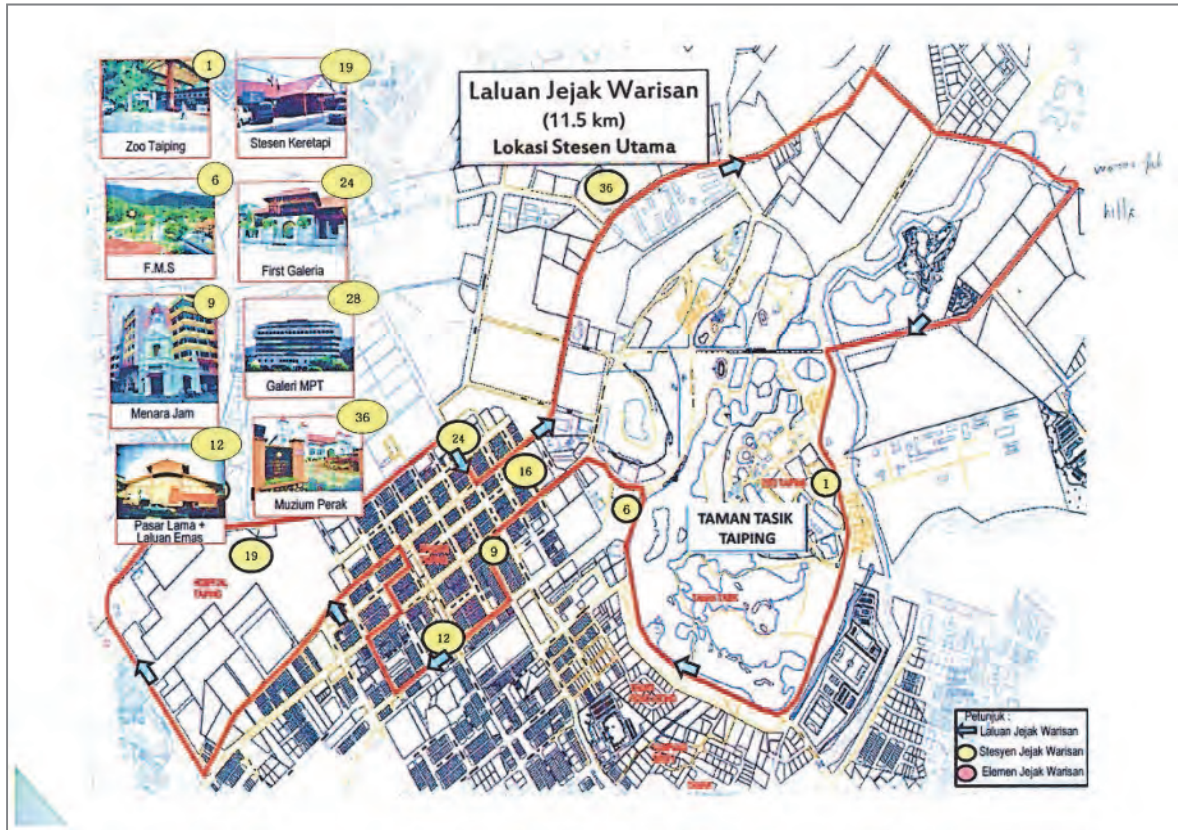 1
Zoo Taiping
19
Stesen Keretapi
6
F.M.S
24
First Galeria
9
Menara Jam
28
Galeri MPT
12
Pasar Lama +
Laluan Emas
36
Muzium Perak
Laluan Jejak Warisan
(11.5 km)
Lokasi Stesen Utama
36
hills
24
16
6
1
TAMAN TASIK
TAIPING
9
19
HOSPITAL
TAIPING
12
Petunjuk :
Laluan Jejak Warisan
Stesyen Jejak Warisan
Elemen Jejak Warisan